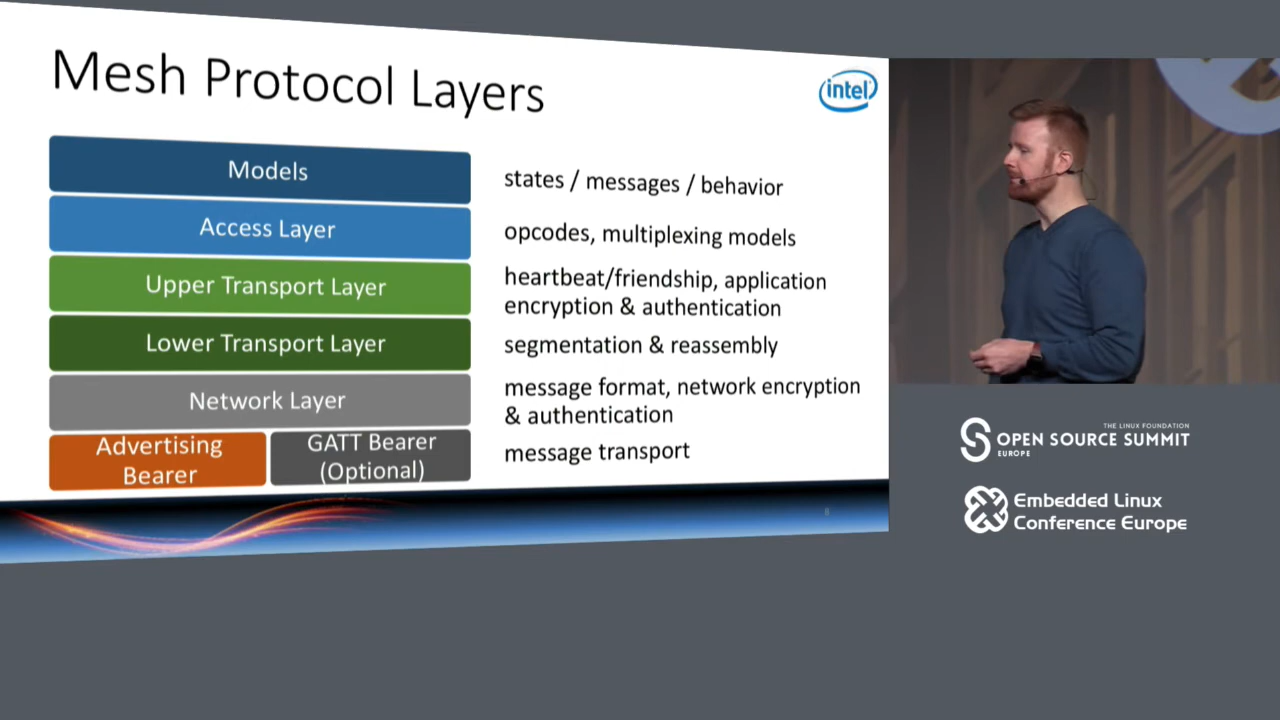 Mesh Protocol Layers
intel
Models
states / messages / behavior
Access Layer
opcodes, multiplexing models
Upper Transport Layer
heartbeat/friendship, application
encryption & authentication
Lower Transport Layer
segmentation & reassembly
Network Layer
message format, network encryption
& authentication
Advertising
Bearer
GATT Bearer
(Optional)
message transport
THE LINUX FOUNDATION
OPEN SOURCE SUMMIT
EUROPE
Embedded Linux
Conference Europe